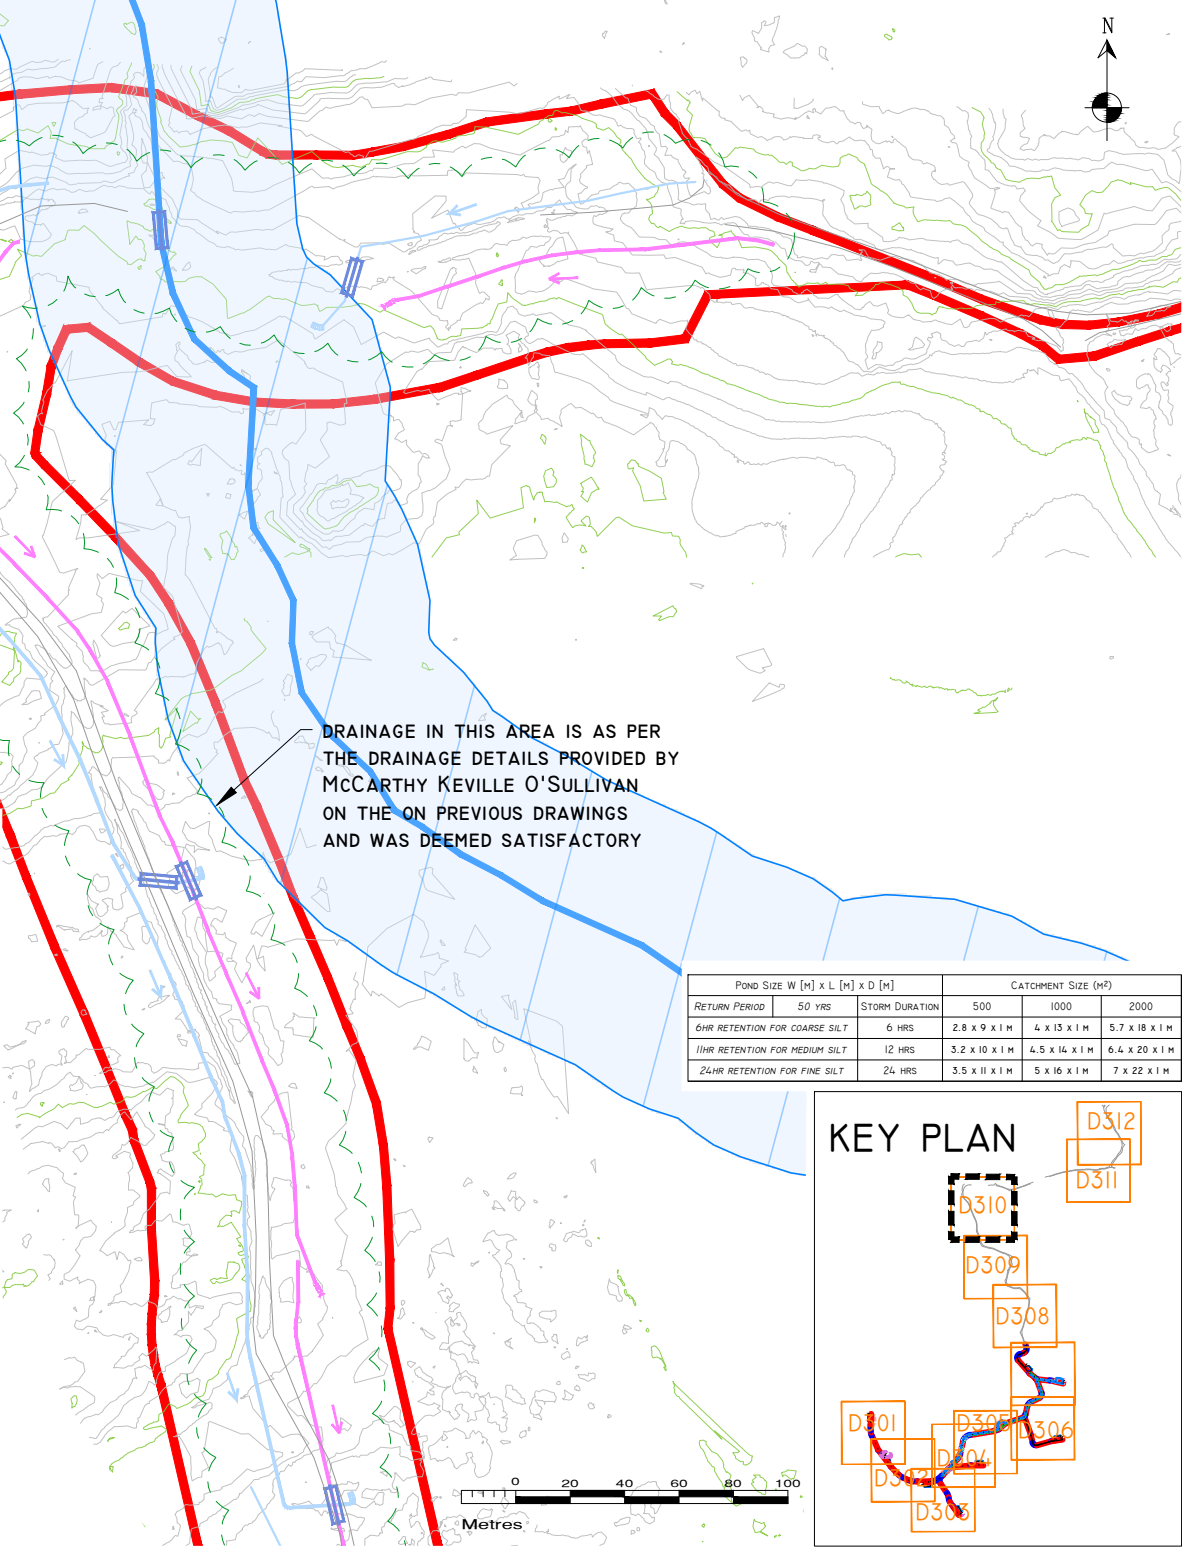 N
4
DRAINAGE IN THIS AREA IS AS PER
THE DRAINAGE DETAILS PROVIDED BY
McCARTHY KEVILLE O'SULLIVAN
ON THE ON PREVIOUS DRAWINGS
AND WAS DEEMED SATISFACTORY
POND SIZE W [M] X L [M] X D [M] CATCHMENT SIZE (M²)
RETURN PERIOD 50 YRS STORM DURATION 500 1000 2000
6HR RETENTION FOR COARSE SILT 6 HRS 2.8 X 9 X 1 M 4 X 13 X 1 M 5.7 X 18 X 1 M
11HR RETENTION FOR MEDIUM SILT 12 HRS 3.2 X 10 X 1 M 4.5 X 14 X 1 M 6.4 X 20 X 1 M
24HR RETENTION FOR FINE SILT 24 HRS 3.5 X 11 X 1 M 5 X 16 X 1 M 7 X 22 X 1 M
KEY PLAN
D312
D311
D310
D309
D308
D301
D305
D306
D304
D302
D303
0 20 40 60 80 100
Metres